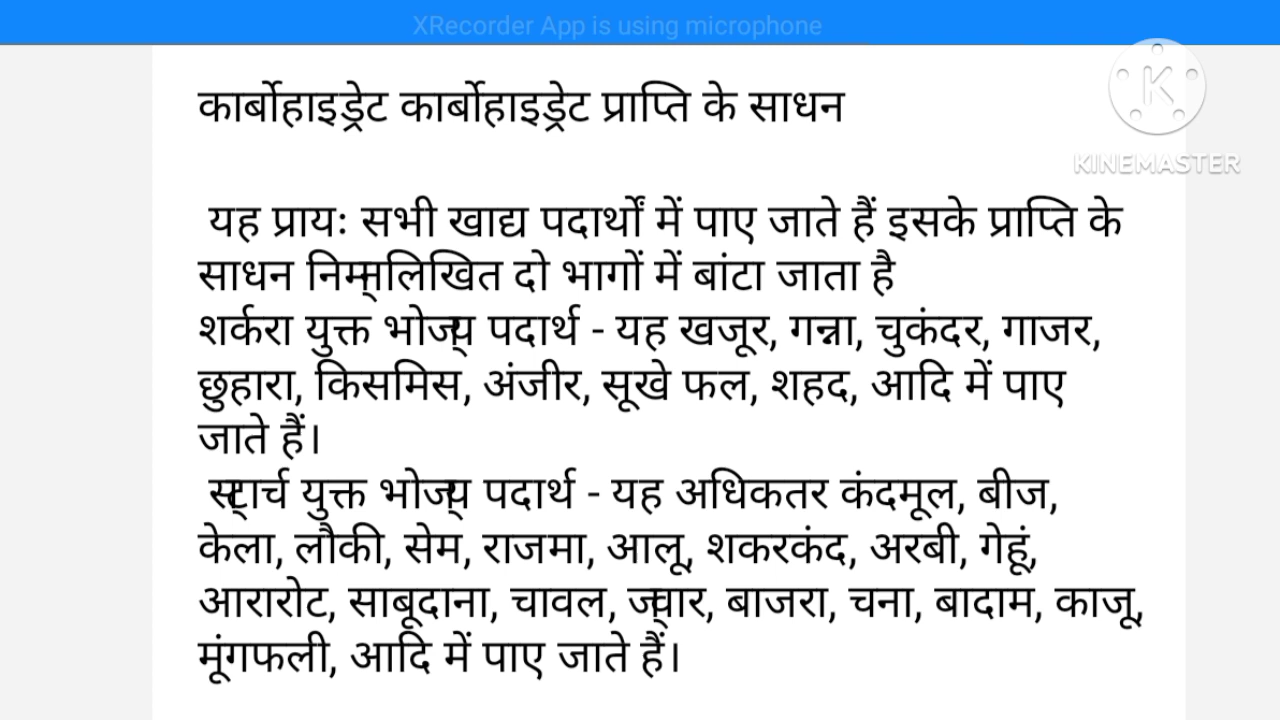 XRecorder App is using microphone
KINEMASTER
कार्बोहाइड्रेट कार्बोहाइड्रेट प्राप्ति के साधन
यह प्रायः सभी खाद्य पदार्थों में पाए जाते हैं इसके प्राप्ति के
साधन निम्नलिखित दो भागों में बांटा जाता है
शर्करा युक्त भोज्य पदार्थ - यह खजूर, गन्ना, चुकंदर, गाजर,
छुहारा, किसमिस, अंजीर, सूखे फल, शहद, आदि में पाए
जाते हैं।
स्टार्च युक्त भोज्य पदार्थ - यह अधिकतर कंदमूल, बीज,
केला, लौकी, सेम, राजमा, आलू, शकरकंद, अरबी, गेहूं,
आरारोट, साबूदाना, चावल, ज्वार, बाजरा, चना, बादाम, काजू,
मूंगफली, आदि में पाए जाते हैं।